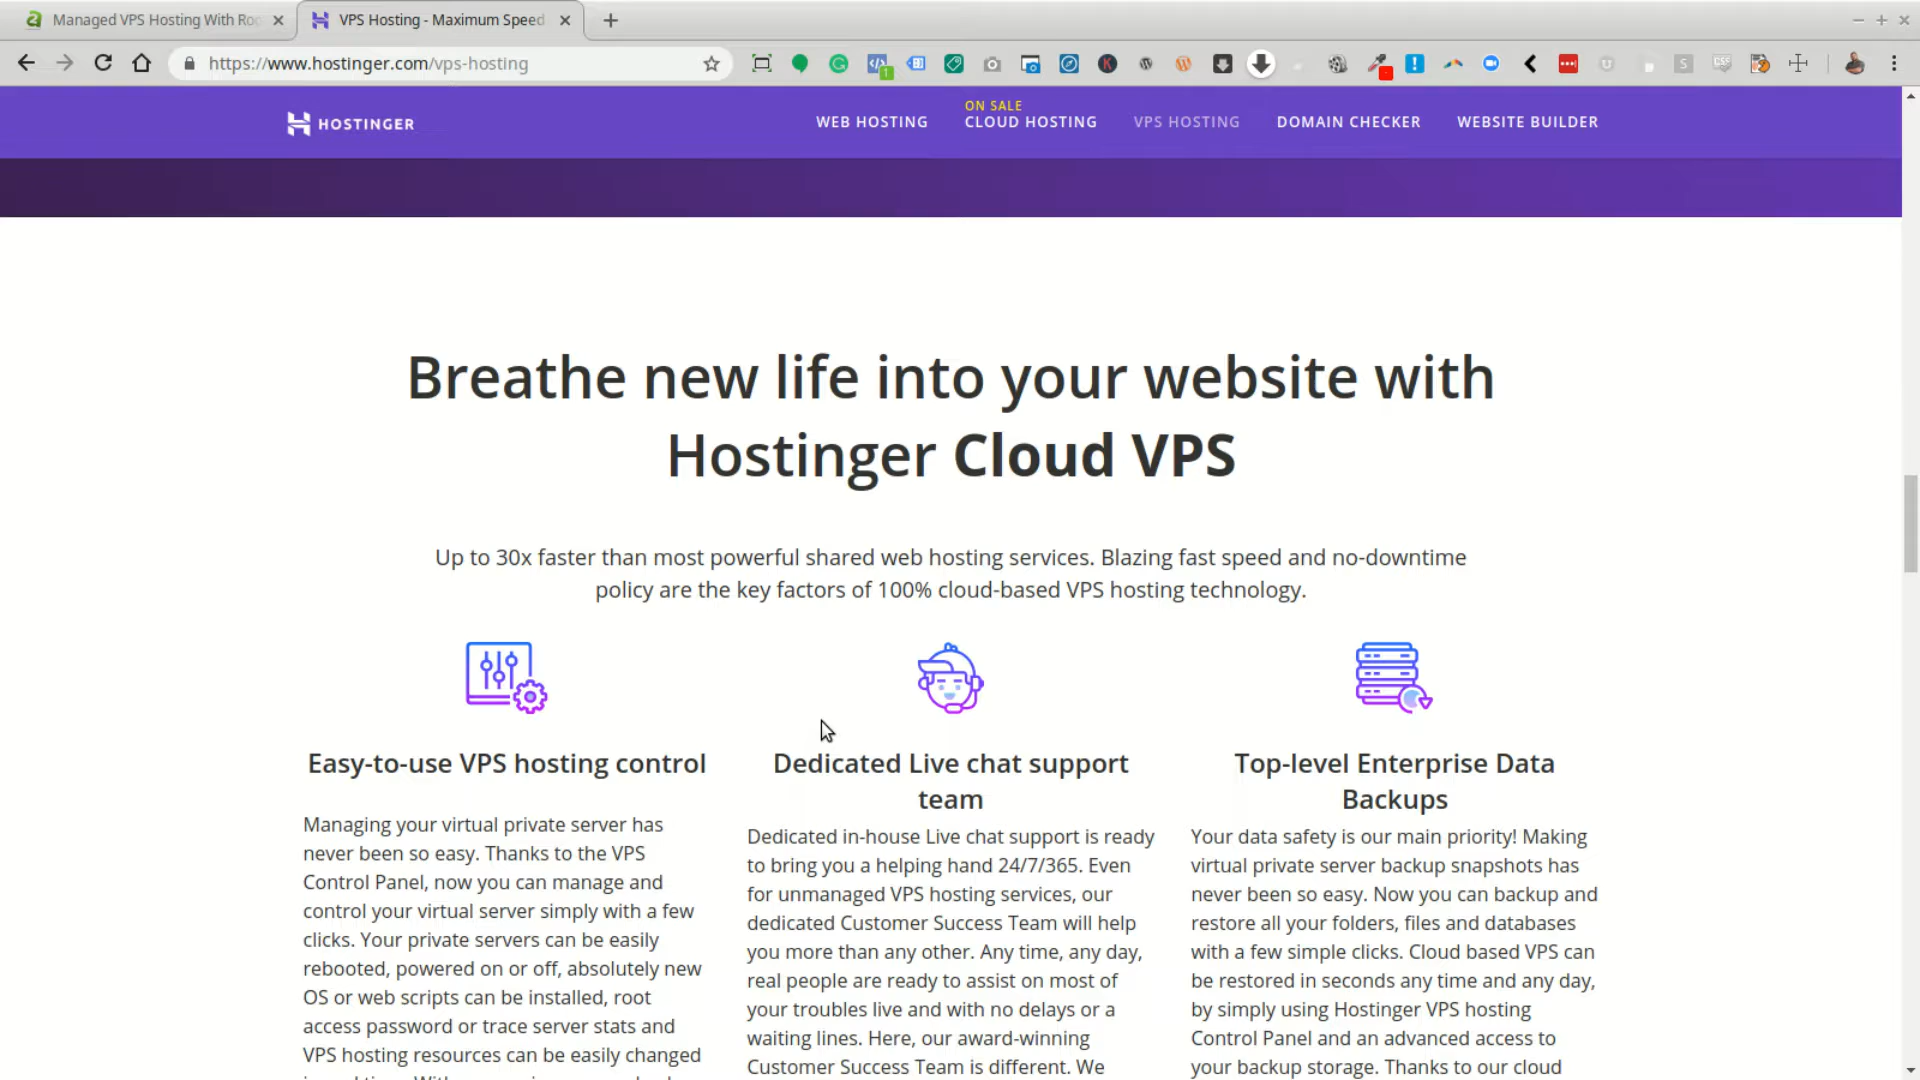 Managed VPS Hosting With Ro
VPS Hosting - Maximum Speed
https://www.hostinger.com/vps-hosting
HOSTINGER
WEB HOSTING
ON SALE
CLOUD HOSTING
VPS HOSTING
DOMAIN CHECKER
WEBSITE BUILDER
Breathe new life into your website with
Hostinger Cloud VPS
Up to 30x faster than most powerful shared web hosting services. Blazing fast speed and no-downtime
policy are the key factors of 100% cloud-based VPS hosting technology.
Easy-to-use VPS hosting control
Managing your virtual private server has
never been so easy. Thanks to the VPS
Control Panel, now you can manage and
control your virtual server simply with a few
clicks. Your private servers can be easily
rebooted, powered on or off, absolutely new
OS or web scripts can be installed, root
access password or trace server stats and
VPS hosting resources can be easily changed
Dedicated Live chat support
team
Dedicated in-house Live chat support is ready
to bring you a helping hand 24/7/365. Even
for unmanaged VPS hosting services, our
dedicated Customer Success Team will help
you more than any other. Any time, any day,
real people are ready to assist on most of
your troubles live and with no delays or a
waiting lines. Here, our award-winning
Customer Success Team is different. We
Top-level Enterprise Data
Backups
Your data safety is our main priority! Making
virtual private server backup snapshots has
never been so easy. Now you can backup and
restore all your folders, files and databases
with a few simple clicks. Cloud based VPS can
be restored in seconds any time and any day,
by simply using Hostinger VPS hosting
Control Panel and an advanced access to
your backup storage. Thanks to our cloud